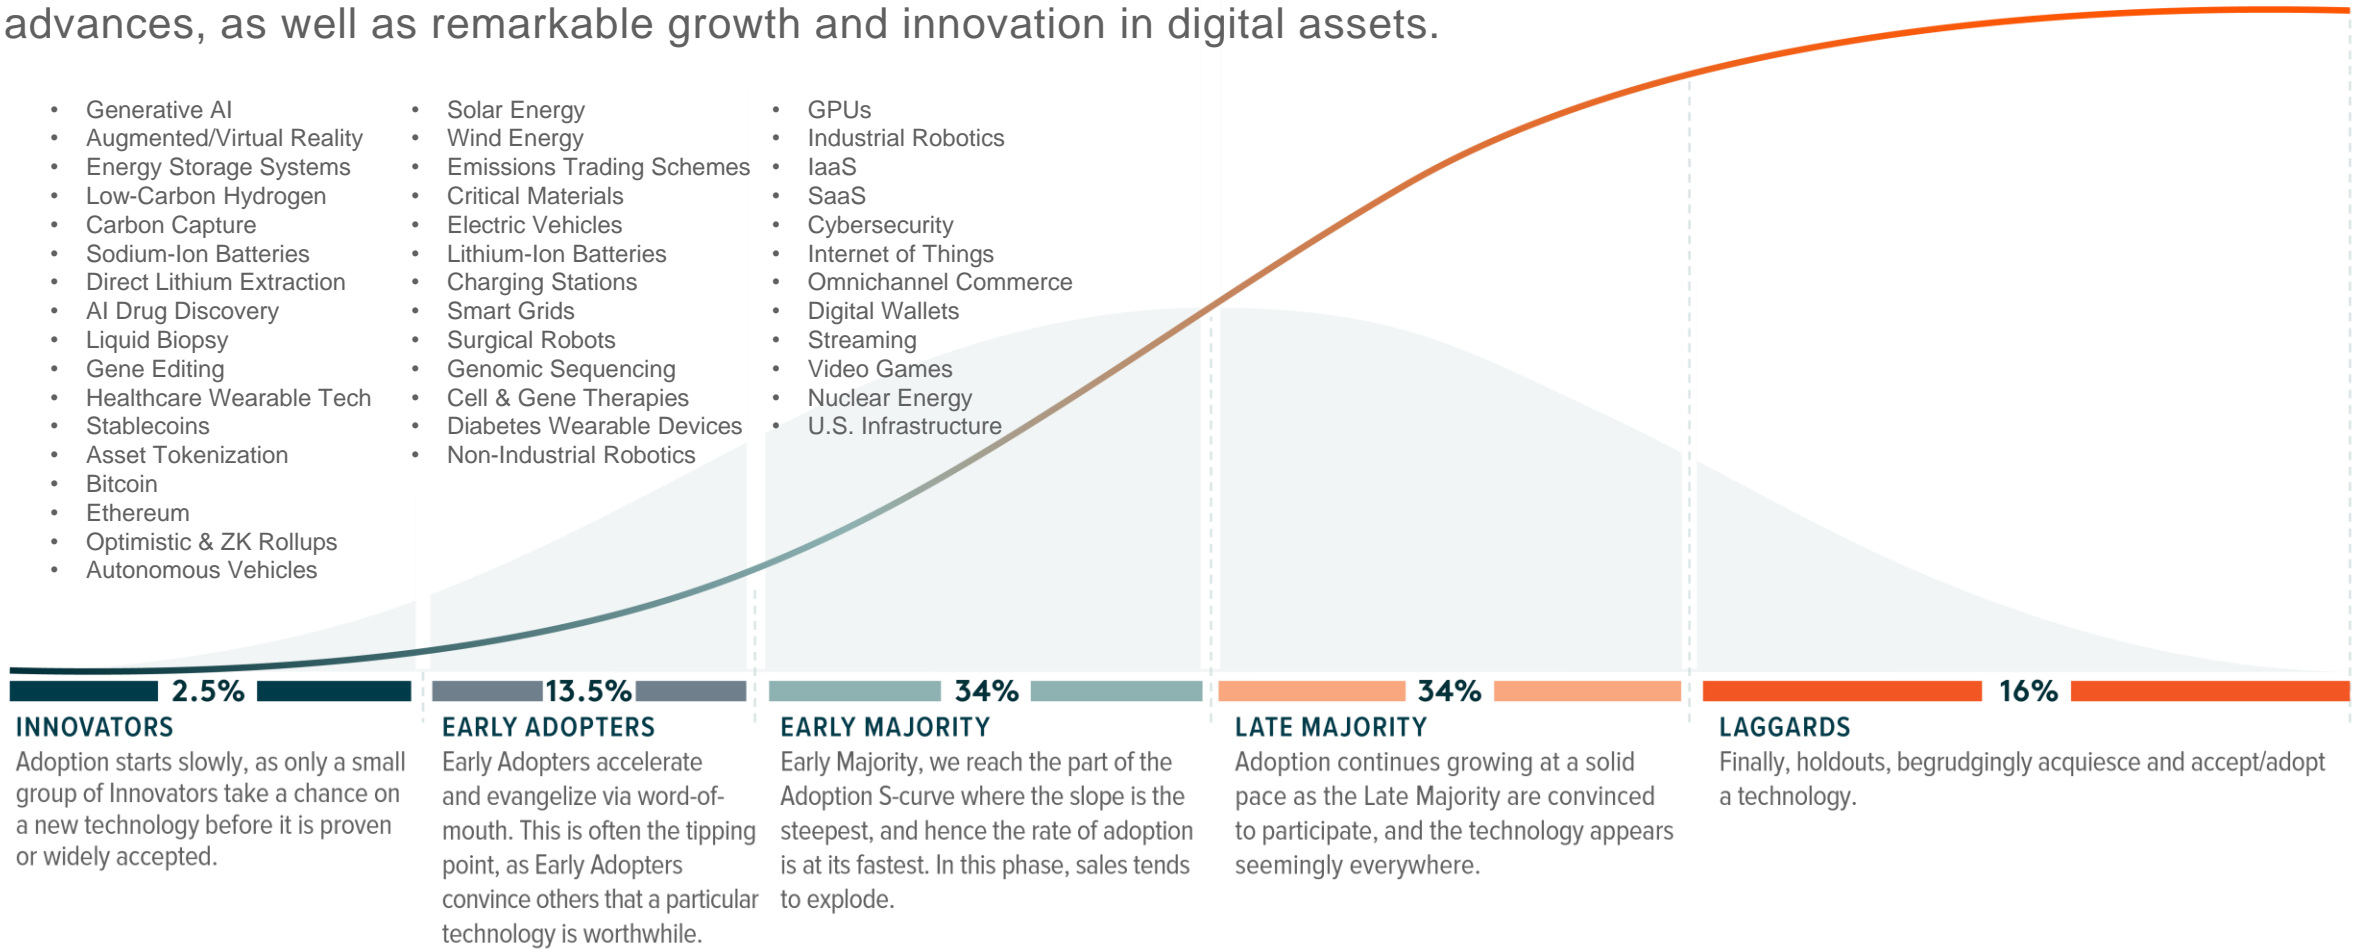 advances, as well as remarkable growth and innovation in digital assets.
• Generative AI
• Augmented/Virtual Reality
• Energy Storage Systems
• Low-Carbon Hydrogen
• Carbon Capture
• Sodium-Ion Batteries
• Direct Lithium Extraction
• AI Drug Discovery
• Liquid Biopsy
• Gene Editing
• Healthcare Wearable Tech
• Stablecoins
• Asset Tokenization
• Bitcoin
• Ethereum
• Optimistic & ZK Rollups
• Autonomous Vehicles
• Solar Energy
• Wind Energy
• Emissions Trading Schemes
• Critical Materials
• Electric Vehicles
• Lithium-Ion Batteries
• Charging Stations
• Smart Grids
• Surgical Robots
• Genomic Sequencing
• Cell & Gene Therapies
• Diabetes Wearable Devices
• Non-Industrial Robotics
• GPUs
• Industrial Robotics
• IaaS
• SaaS
• Cybersecurity
• Internet of Things
• Omnichannel Commerce
• Digital Wallets
• Streaming
• Video Games
• Nuclear Energy
• U.S. Infrastructure
2.5%
INNOVATORS
Adoption starts slowly, as only a small
group of Innovators take a chance on
a new technology before it is proven
or widely accepted.
13.5%
EARLY ADOPTERS
Early Adopters accelerate
and evangelize via word-of-
mouth. This is often the tipping
point, as Early Adopters
convince others that a particular
technology is worthwhile.
34%
EARLY MAJORITY
Early Majority, we reach the part of the
Adoption S-curve where the slope is the
steepest, and hence the rate of adoption
is at its fastest. In this phase, sales tends
to explode.
34%
LATE MAJORITY
Adoption continues growing at a solid
pace as the Late Majority are convinced
to participate, and the technology appears
seemingly everywhere.
16%
LAGGARDS
Finally, holdouts, begrudgingly acquiesce and accept/adopt
a technology.